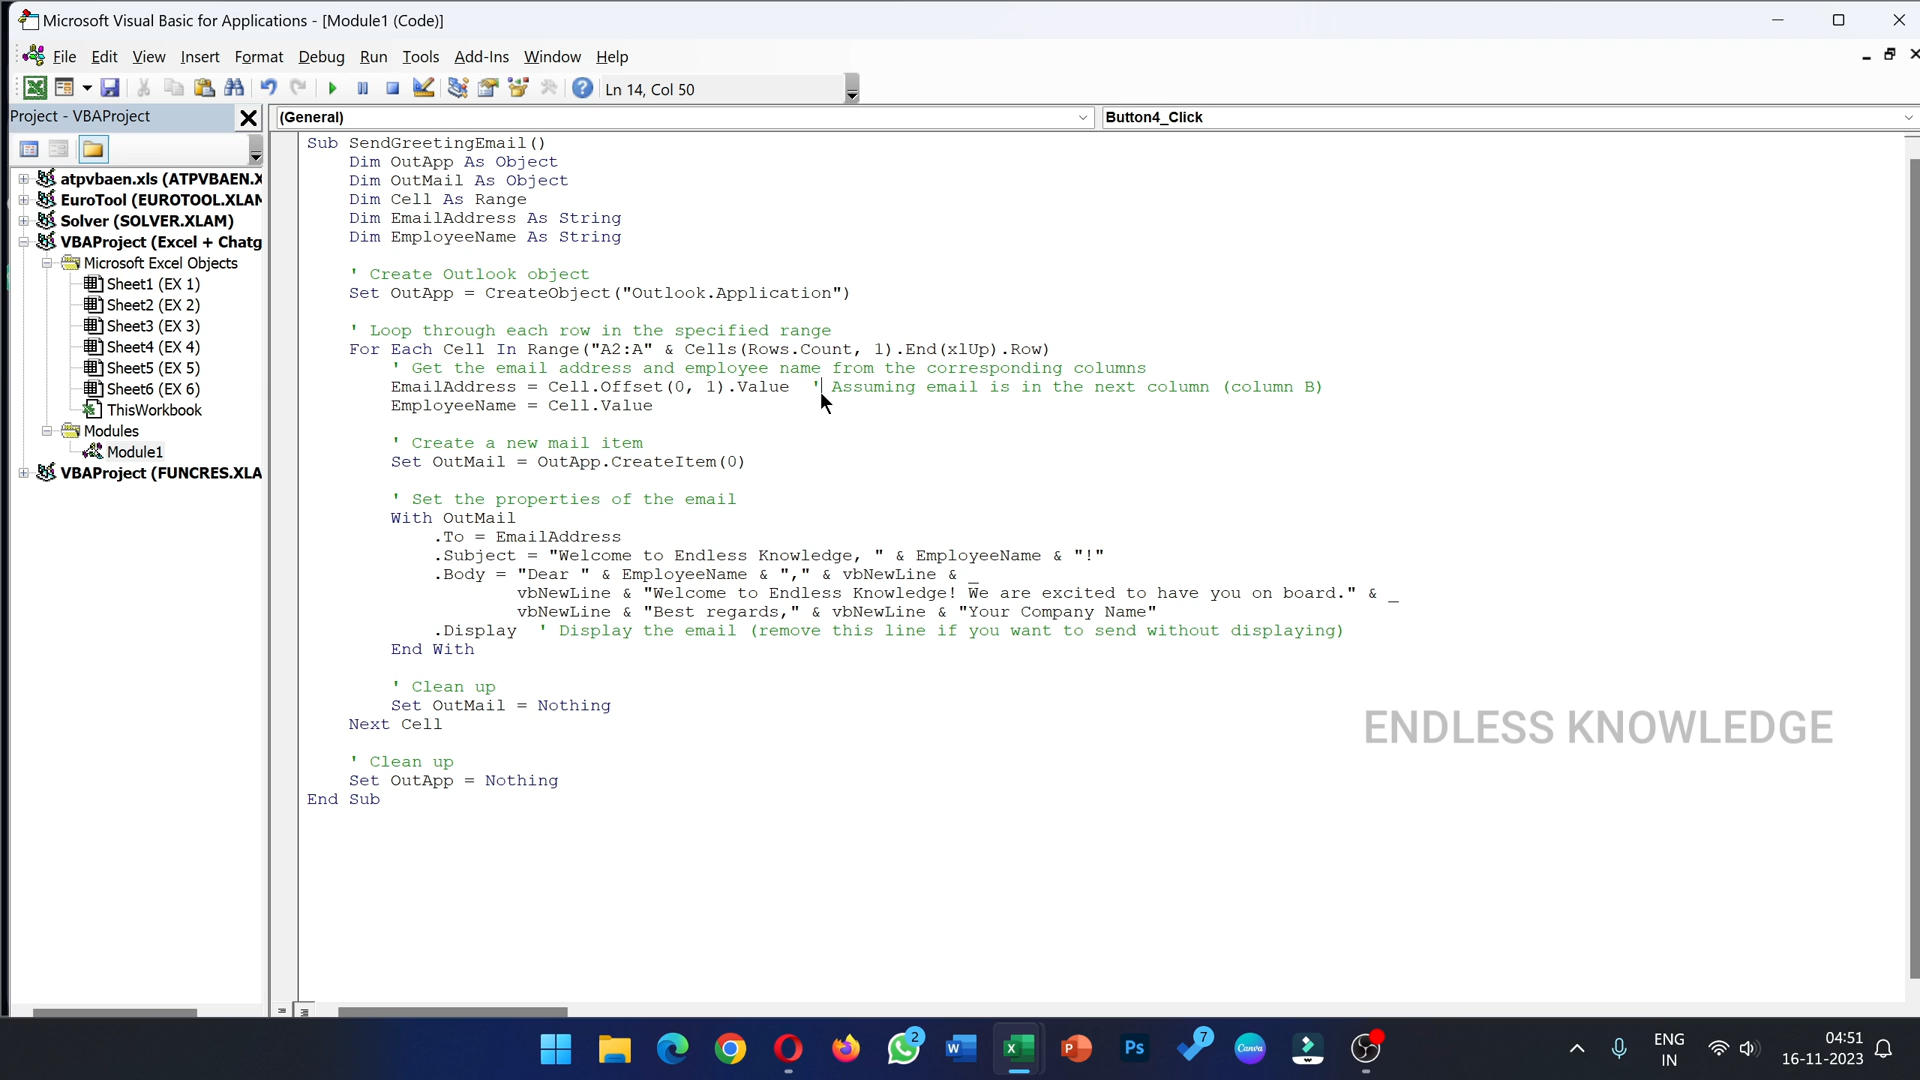 Microsoft Visual Basic for Applications - [Module1 (Code)]
File Edit View Insert Format Debug Run Tools Add-Ins Window Help
Ln 14, Col 50
Project - VBAProject
(General)
Button4_Click
atpvbaen.xls (ATPVBAEN.X
EuroTool (EUROTOOL.XLAM
Solver (SOLVER.XLAM)
VBAProject (Excel + Chatg
Microsoft Excel Objects
Sheet1 (EX 1)
Sheet2 (EX 2)
Sheet3 (EX 3)
Sheet4 (EX 4)
Sheet5 (EX 5)
Sheet6 (EX 6)
ThisWorkbook
Modules
Module1
VBAProject (FUNCRES.XLA
Sub SendGreetingEmail()
Dim OutApp As Object
Dim OutMail As Object
Dim Cell As Range
Dim EmailAddress As String
Dim EmployeeName As String
' Create Outlook object
Set OutApp = CreateObject("Outlook.Application")
' Loop through each row in the specified range
For Each Cell In Range("A2:A" & Cells(Rows.Count, 1).End(xlUp).Row)
' Get the email address and employee name from the corresponding columns
EmailAddress = Cell.Offset(0, 1).Value ' Assuming email is in the next column (column B)
EmployeeName = Cell.Value
' Create a new mail item
Set OutMail = OutApp.CreateItem(0)
' Set the properties of the email
With OutMail
.To = EmailAddress
.Subject = "Welcome to Endless Knowledge, " & EmployeeName & "!"
.Body = "Dear " & EmployeeName & "," & vbNewLine & _
vbNewLine & "Welcome to Endless Knowledge! We are excited to have you on board." & _
vbNewLine & "Best regards," & vbNewLine & "Your Company Name"
.Display ' Display the email (remove this line if you want to send without displaying)
End With
' Clean up
Set OutMail = Nothing
Next Cell
' Clean up
Set OutApp = Nothing
End Sub
ENDLESS KNOWLEDGE
2
W
X
P
Ps
7
Canva
ENG
IN
04:51
16-11-2023